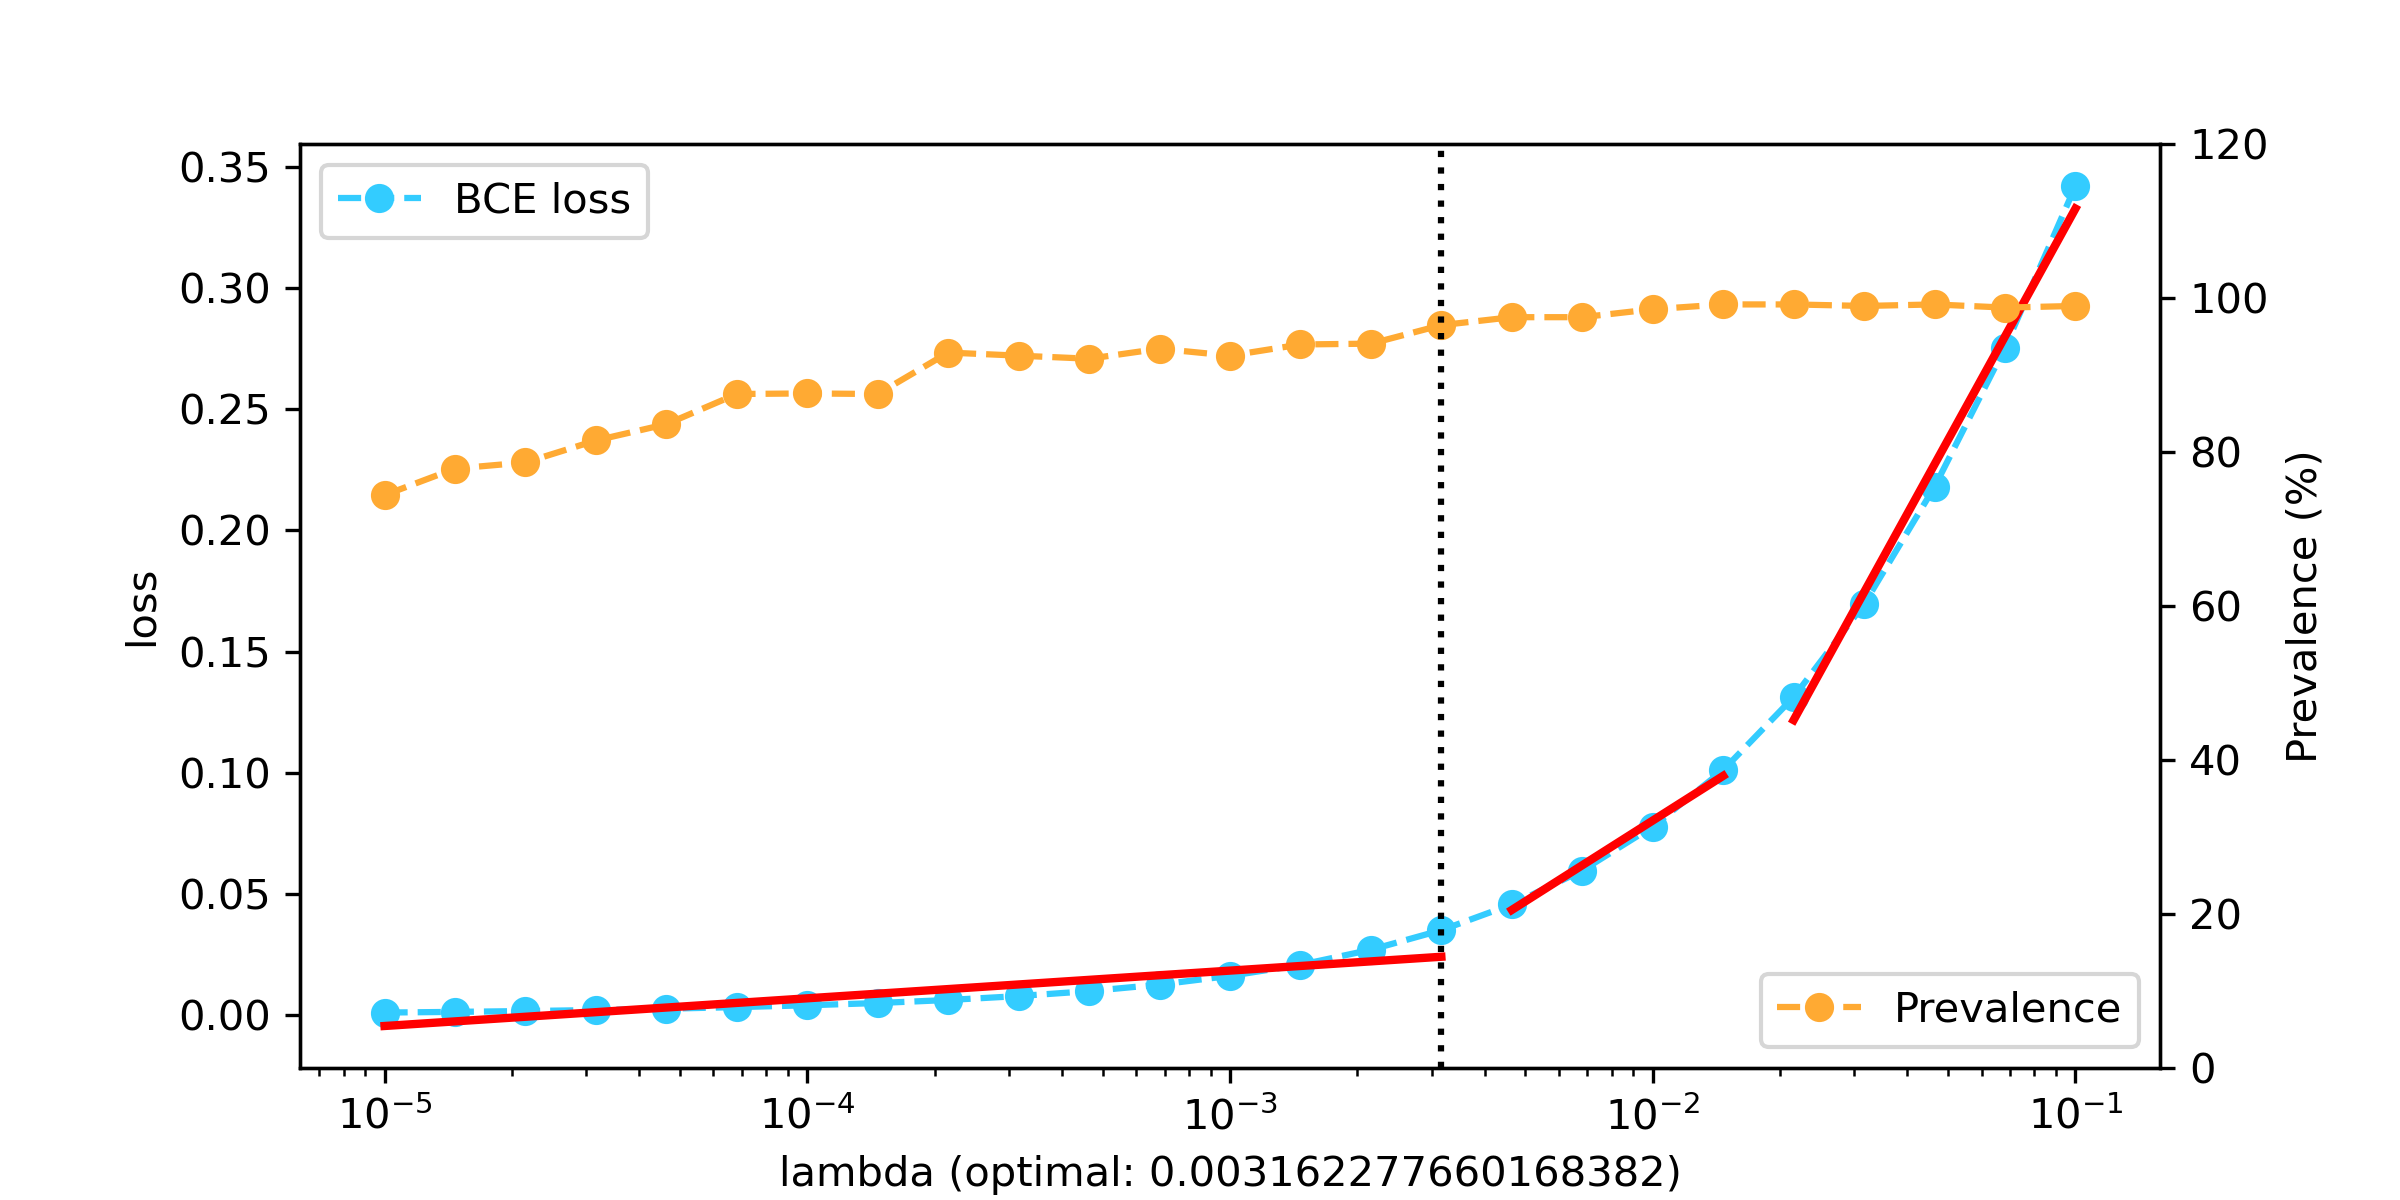 0.35
0.30
0.25
0.20
0.15
0.10
0.05
0.00
loss
BCE loss
120
100
80
60
40
20
0
Prevalence (%)
Prevalence
10⁻⁵ 10⁻⁴ 10⁻³ 10⁻² 10⁻¹
lambda (optimal: 0.0031622776601683​82)